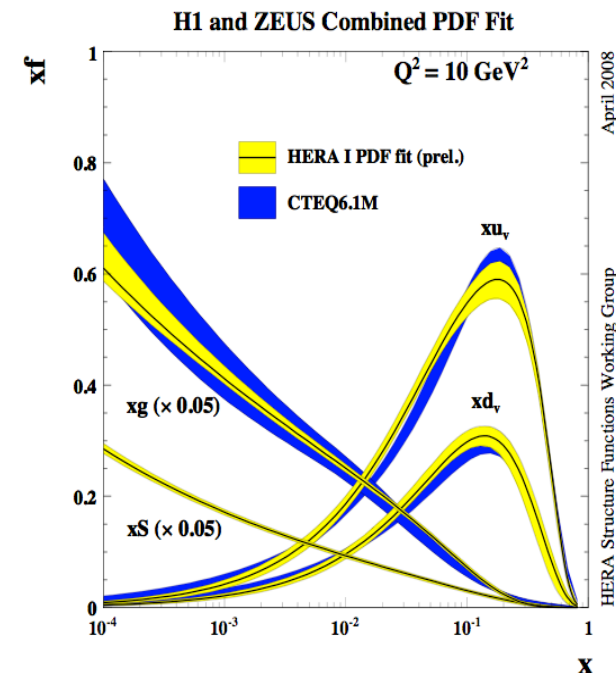 H1 and ZEUS Combined PDF Fit
xf
Q² = 10 GeV²
April 2008
HERA I PDF fit (prel.)
CTEQ6.1M
xuᵥ
xdᵥ
xg (× 0.05)
xS (× 0.05)
HERA Structure Functions Working Group
1
0.8
0.6
0.4
0.2
0
10⁻⁴ 10⁻³ 10⁻² 10⁻¹ 1
x